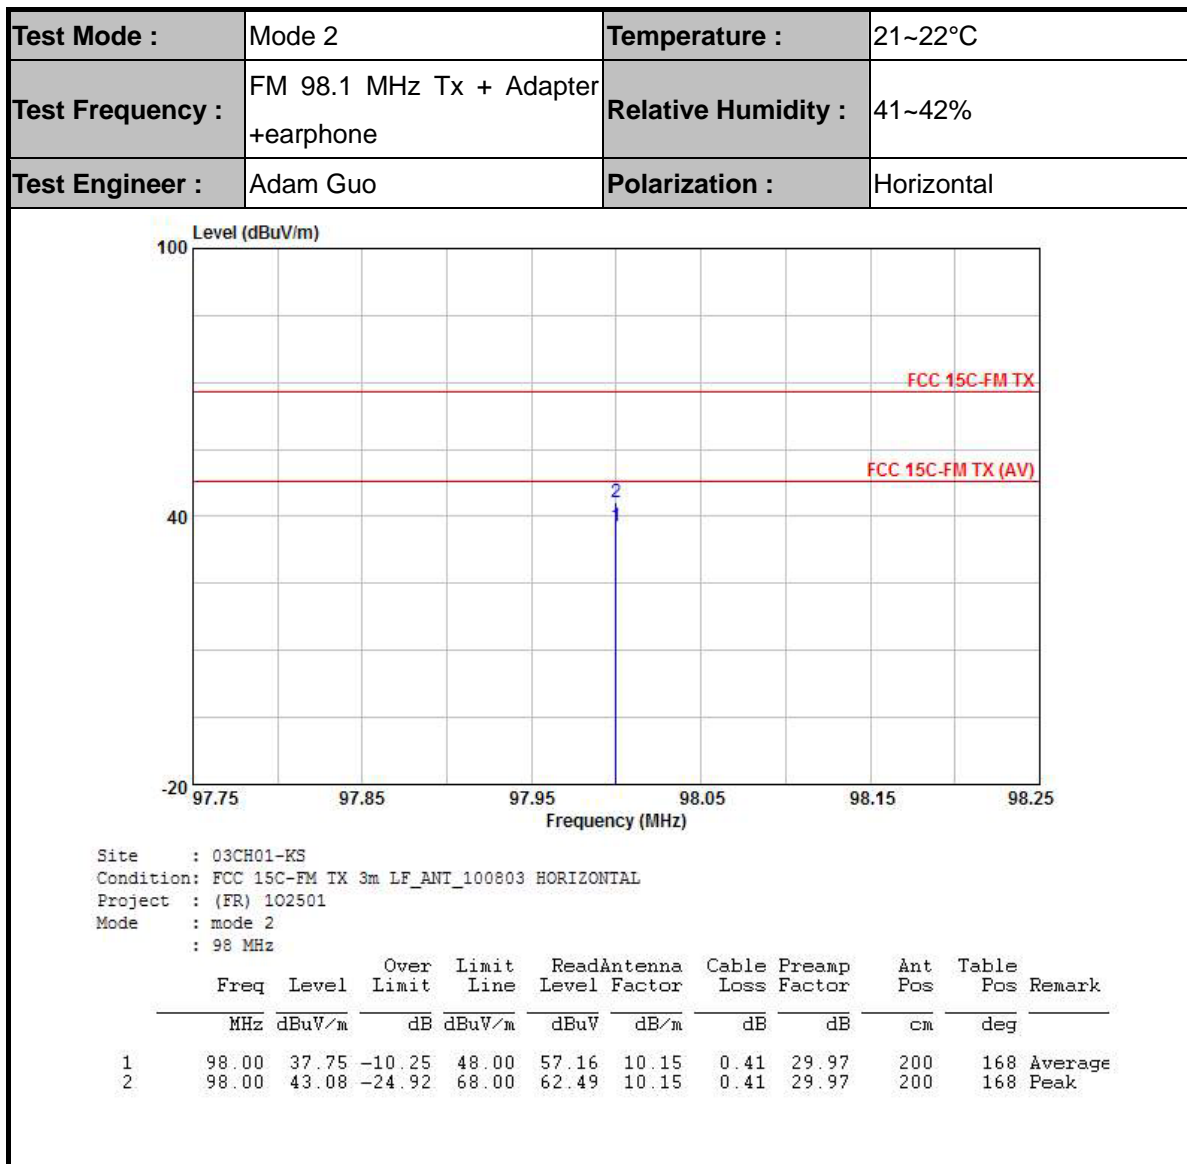 Test Mode : Mode 2 Temperature : 21~22°C
Test Frequency : FM 98.1 MHz Tx + Adapter +earphone Relative Humidity : 41~42%
Test Engineer : Adam Guo Polarization : Horizontal
Level (dBuV/m)
100
FCC 15C-FM TX
FCC 15C-FM TX (AV)
2
40
1
-20
97.75 97.85 97.95 98.05 98.15 98.25
Frequency (MHz)
Site : 03CH01-KS
Condition: FCC 15C-FM TX 3m LF_ANT_100803 HORIZONTAL
Project : (FR) 1O2501
Mode : mode 2
: 98 MHz
Over Limit ReadAntenna Cable Preamp Ant Table
Freq Level Limit Line Level Factor Loss Factor Pos Pos Remark
MHz dBuV/m dB dBuV/m dBuV dB/m dB dB cm deg
1 98.00 37.75 -10.25 48.00 57.16 10.15 0.41 29.97 200 168 Average
2 98.00 43.08 -24.92 68.00 62.49 10.15 0.41 29.97 200 168 Peak